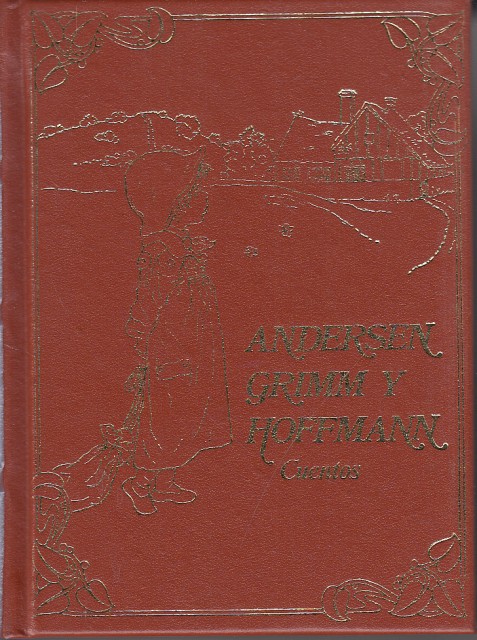 ANDERSEN,
GRIMM Y
HOFFMANN
Cuentos